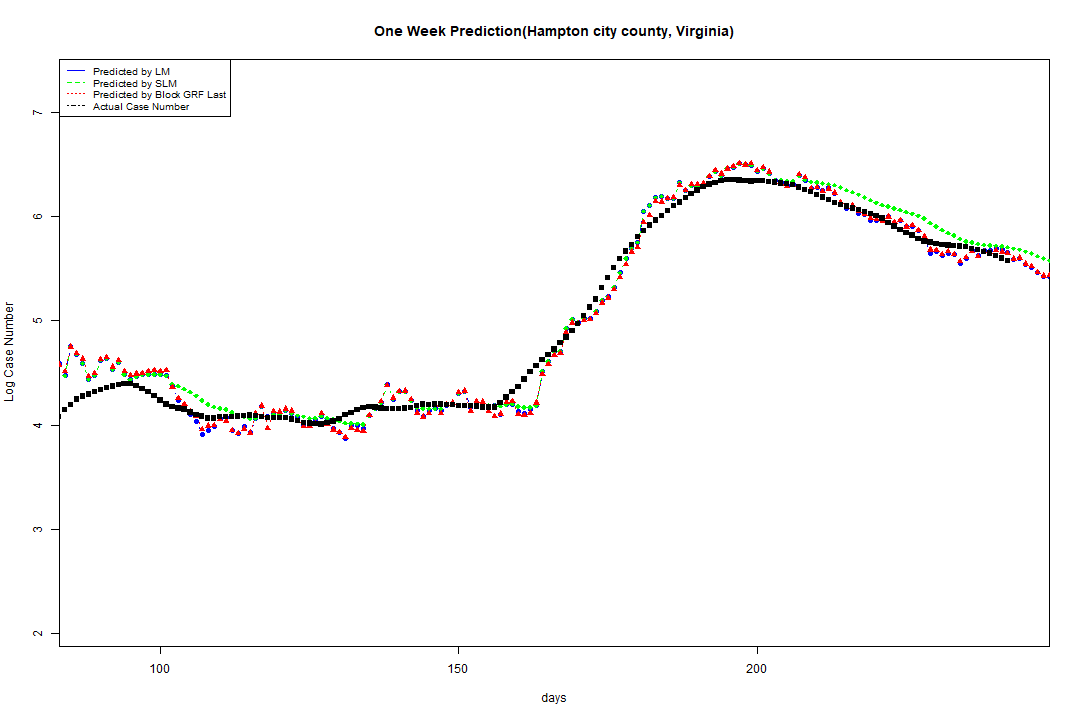 One Week Prediction(Hampton city county, Virginia)
Predicted by LM
Predicted by SLM
Predicted by Block GRF Last
Actual Case Number
7
6
5
4
3
2
Log Case Number
100 150 200
days